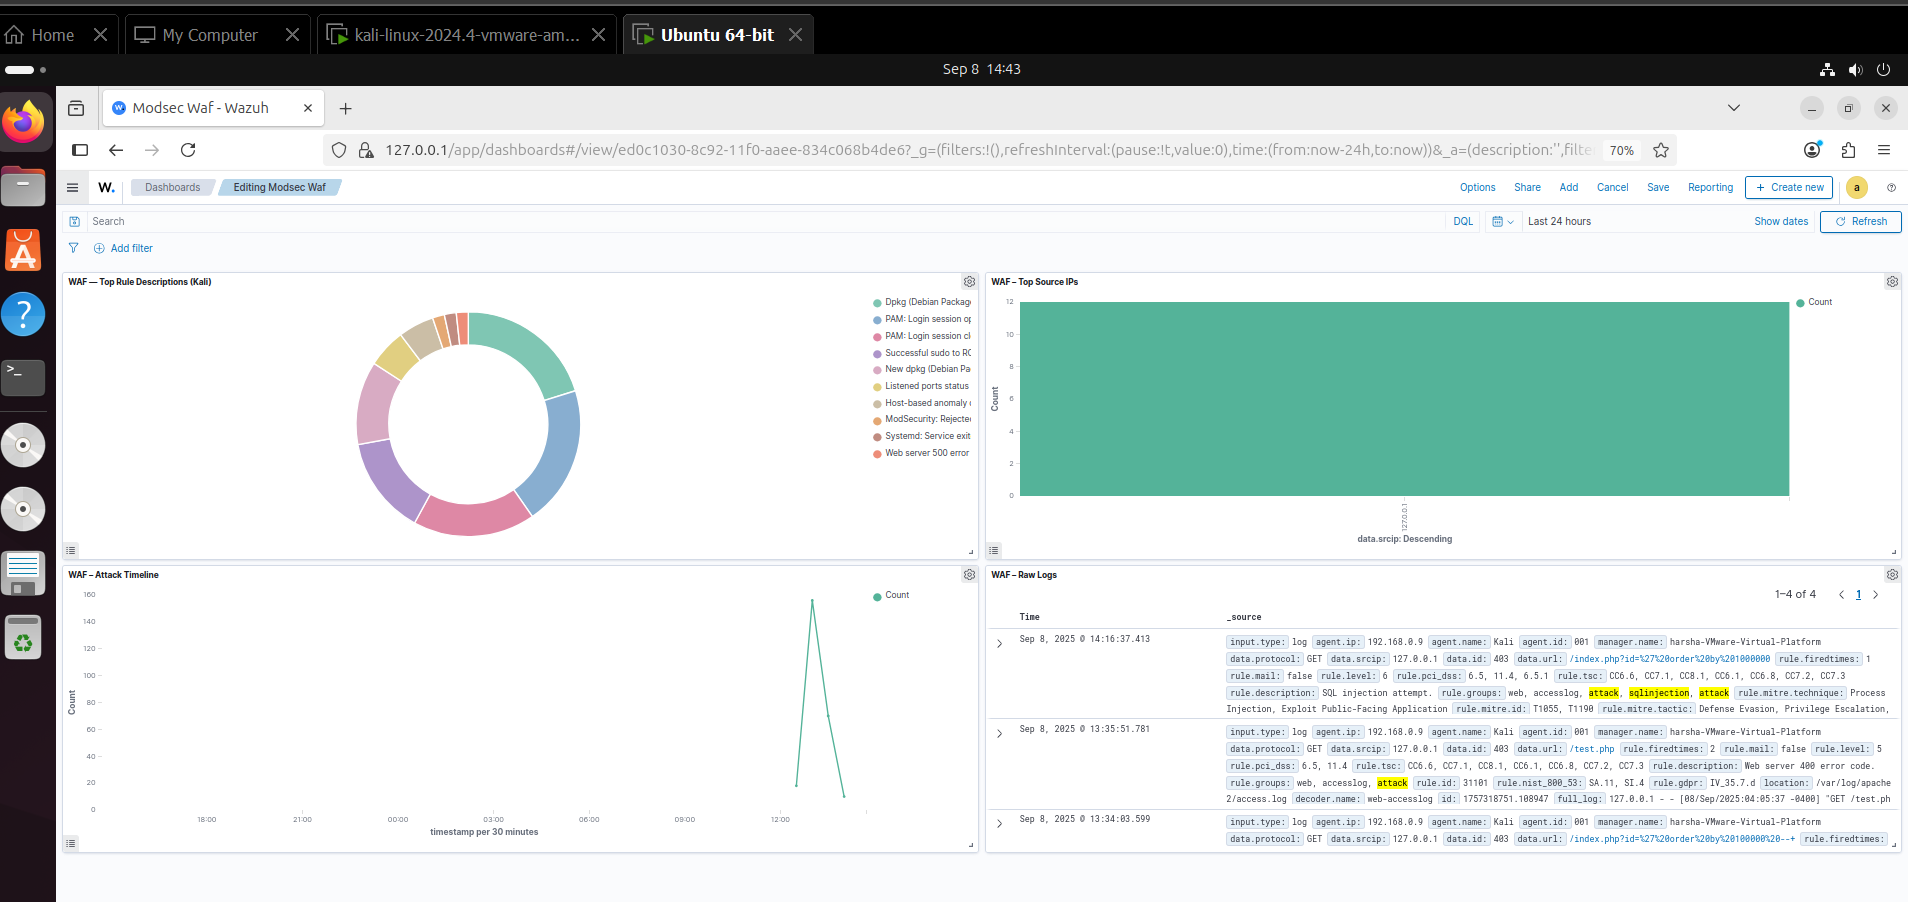 Home
My Computer
kali-linux-2024.4-vmware-am...
Ubuntu 64-bit
Sep 8 14:43
Modsec Waf - Wazuh
127.0.0.1/app/dashboards#/view/ed0c1030-8c92-11f0-aaee-834c068b4de6?_g=(filters:!(),refreshInterval:(pause:!t,value:0),time:(from:now-24h,to:now))&_a=(description:'',filte
70%
W.
Dashboards
Editing Modsec Waf
Options
Share
Add
Cancel
Save
Reporting
Create new
a
Search
DQL
Last 24 hours
Show dates
Refresh
Add filter
WAF — Top Rule Descriptions (Kali)
Dpkg (Debian Package
PAM: Login session op
PAM: Login session cl
Successful sudo to RO
New dpkg (Debian Pa
Listened ports status
Host-based anomaly
ModSecurity: Rejecte
Systemd: Service exit
Web server 500 error
WAF – Top Source IPs
12
10
8
6
4
2
0
Count
127.0.0.1
data.srcip: Descending
Count
WAF – Attack Timeline
160
140
120
100
80
60
40
20
0
Count
18:00
21:00
00:00
03:00
06:00
09:00
12:00
timestamp per 30 minutes
Count
WAF – Raw Logs
1–4 of 4
1
Time
_source
Sep 8, 2025 @ 14:16:37.413
input.type: log agent.ip: 192.168.0.9 agent.name: Kali agent.id: 001 manager.name: harsha-VMware-Virtual-Platform
data.protocol: GET data.srcip: 127.0.0.1 data.id: 403 data.url: /index.php?id=%27%20order%20by%201000000 rule.firedtimes: 1
rule.mail: false rule.level: 6 rule.pci_dss: 6.5, 11.4, 6.5.1 rule.tsc: CC6.6, CC7.1, CC8.1, CC6.1, CC6.8, CC7.2, CC7.3
rule.description: SQL injection attempt. rule.groups: web, accesslog, attack, sqlinjection, attack rule.mitre.technique: Process
Injection, Exploit Public-Facing Application rule.mitre.id: T1055, T1190 rule.mitre.tactic: Defense Evasion, Privilege Escalation,
Sep 8, 2025 @ 13:35:51.781
input.type: log agent.ip: 192.168.0.9 agent.name: Kali agent.id: 001 manager.name: harsha-VMware-Virtual-Platform
data.protocol: GET data.srcip: 127.0.0.1 data.id: 403 data.url: /test.php rule.firedtimes: 2 rule.mail: false rule.level: 5
rule.pci_dss: 6.5, 11.4 rule.tsc: CC6.6, CC7.1, CC8.1, CC6.1, CC6.8, CC7.2, CC7.3 rule.description: Web server 400 error code.
rule.groups: web, accesslog, attack rule.id: 31101 rule.nist_800_53: SA.11, SI.4 rule.gdpr: IV_35.7.d location: /var/log/apache
2/access.log decoder.name: web-accesslog id: 1757318751.108947 full_log: 127.0.0.1 - - [08/Sep/2025:04:05:37 -0400] "GET /test.ph
Sep 8, 2025 @ 13:34:03.599
input.type: log agent.ip: 192.168.0.9 agent.name: Kali agent.id: 001 manager.name: harsha-VMware-Virtual-Platform
data.protocol: GET data.srcip: 127.0.0.1 data.id: 403 data.url: /index.php?id=%27%20order%20by%20100000%20--+ rule.firedtimes: